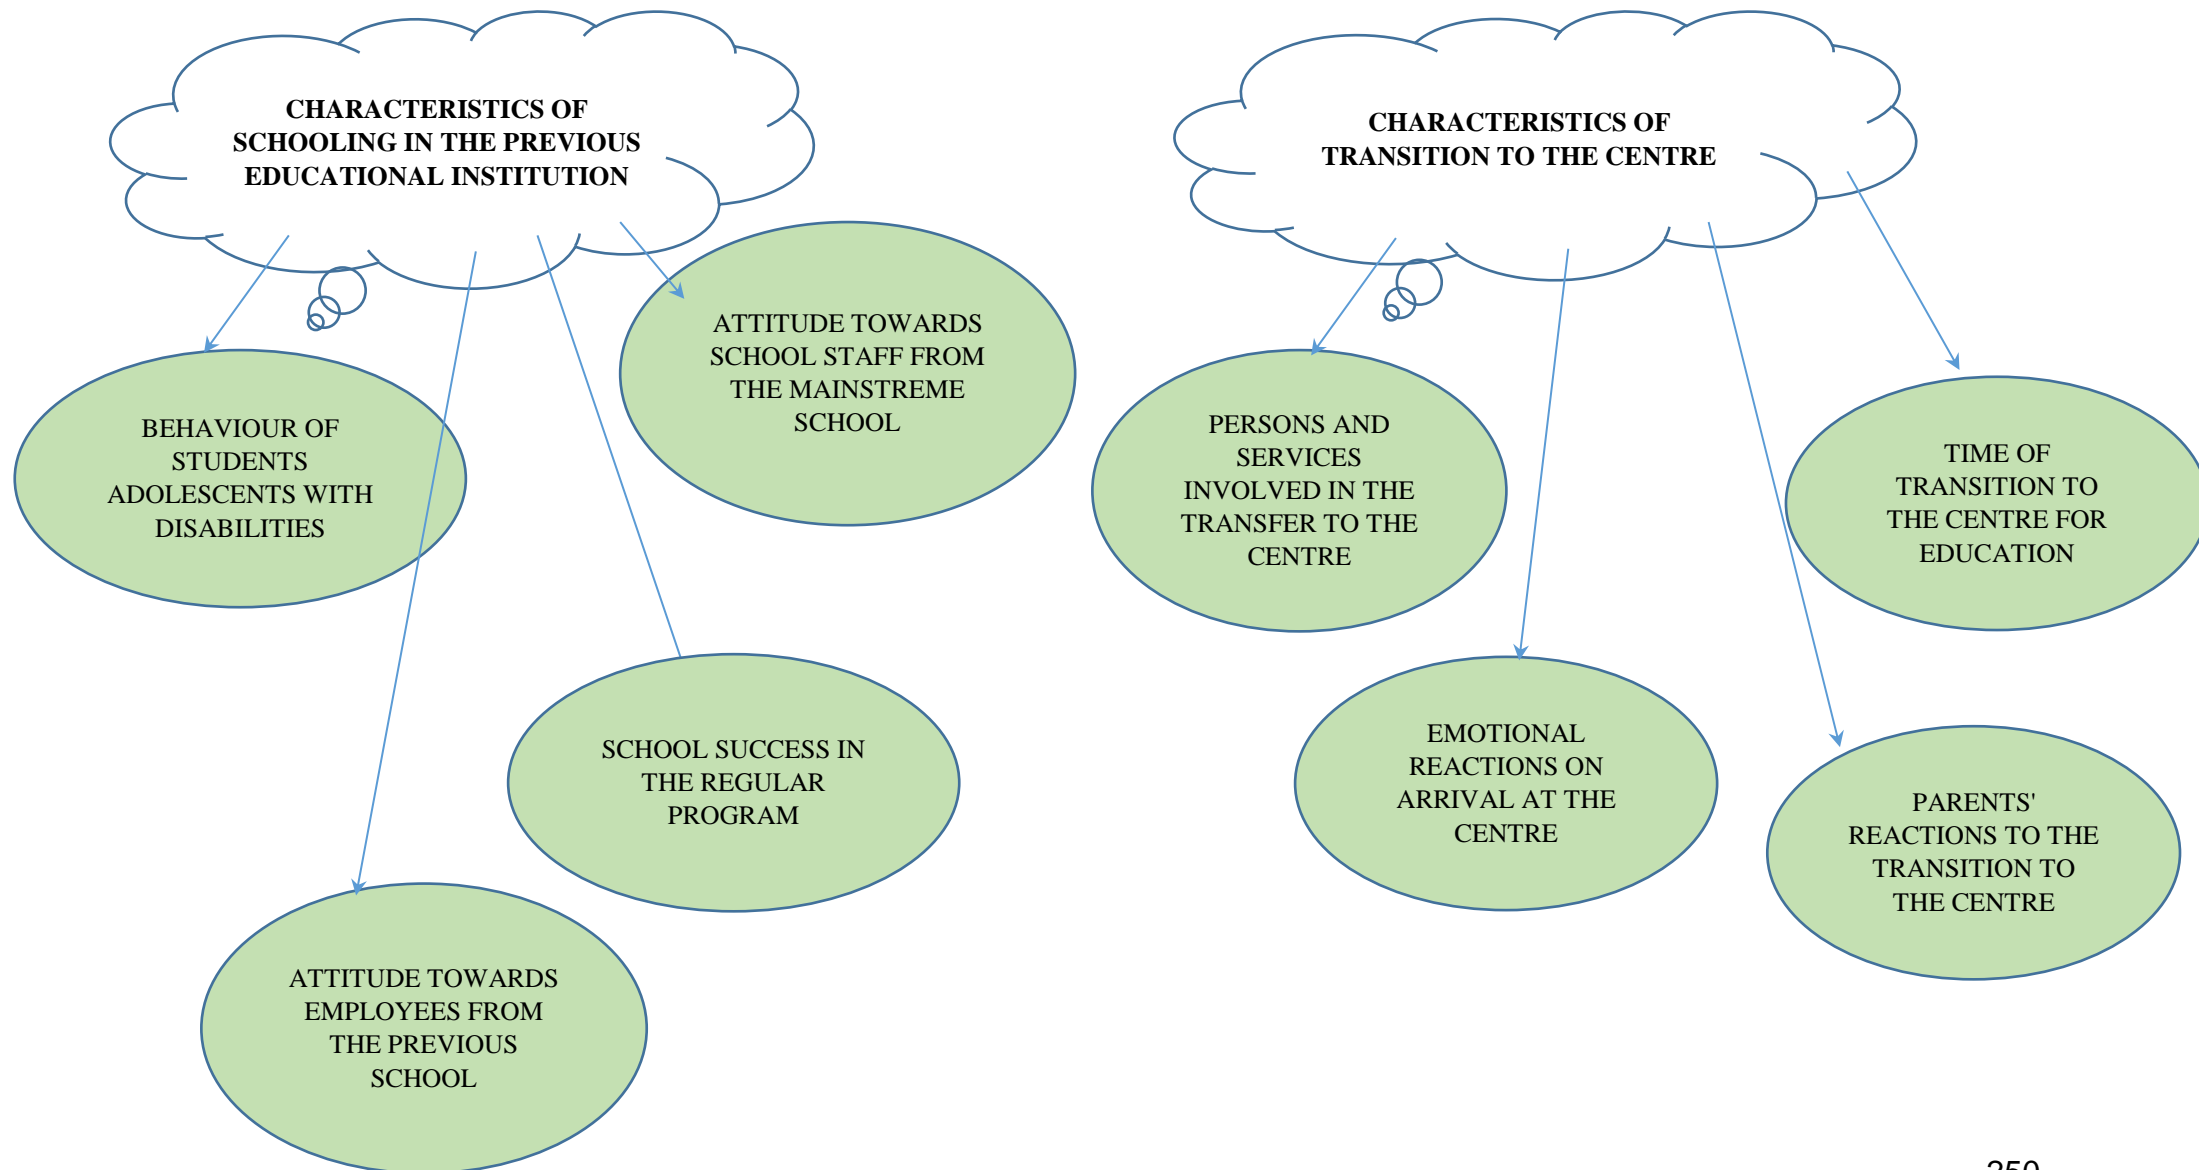 CHARACTERISTICS OF
SCHOOLING IN THE PREVIOUS
EDUCATIONAL INSTITUTION
ATTITUDE TOWARDS
SCHOOL STAFF FROM
THE MAINSTREME
SCHOOL
BEHAVIOUR OF
STUDENTS
ADOLESCENTS WITH
DISABILITIES
SCHOOL SUCCESS IN
THE REGULAR
PROGRAM
ATTITUDE TOWARDS
EMPLOYEES FROM
THE PREVIOUS
SCHOOL
CHARACTERISTICS OF
TRANSITION TO THE CENTRE
PERSONS AND
SERVICES
INVOLVED IN THE
TRANSFER TO THE
CENTRE
TIME OF
TRANSITION TO
THE CENTRE FOR
EDUCATION
EMOTIONAL
REACTIONS ON
ARRIVAL AT THE
CENTRE
PARENTS'
REACTIONS TO THE
TRANSITION TO
THE CENTRE